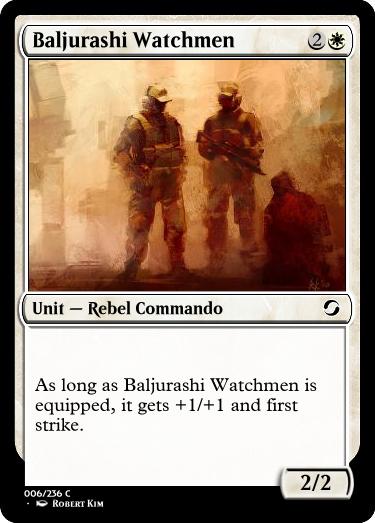 Baljurashi Watchmen 2
Unit — Rebel Commando
As long as Baljurashi Watchmen is
equipped, it gets +1/+1 and first
strike.
2/2
006/236 C
· Robert Kim